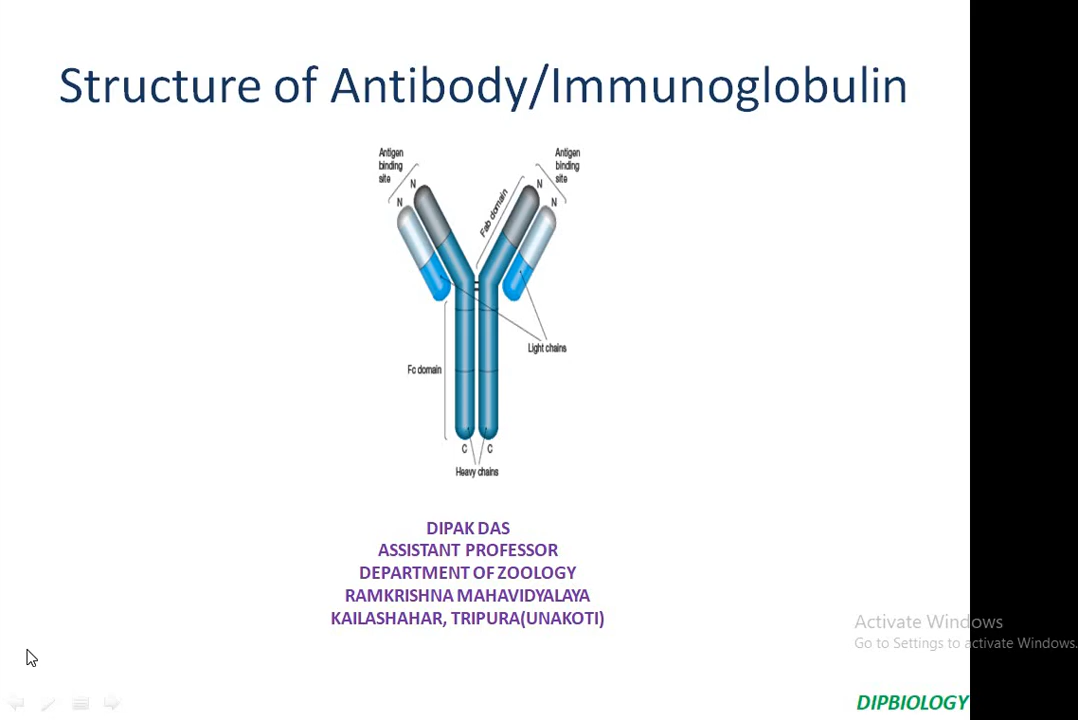 Structure of Antibody/Immunoglobulin
Antigen
binding
site
Antigen
binding
site
N
N
N
N
Fab domain
Light chains
Fc domain
C
C
Heavy chains
DIPAK DAS
ASSISTANT PROFESSOR
DEPARTMENT OF ZOOLOGY
RAMKRISHNA MAHAVIDYALAYA
KAILASHAHAR, TRIPURA(UNAKOTI)
Activate Windows
Go to Settings to activate Windows.
DIPBIOLOGY